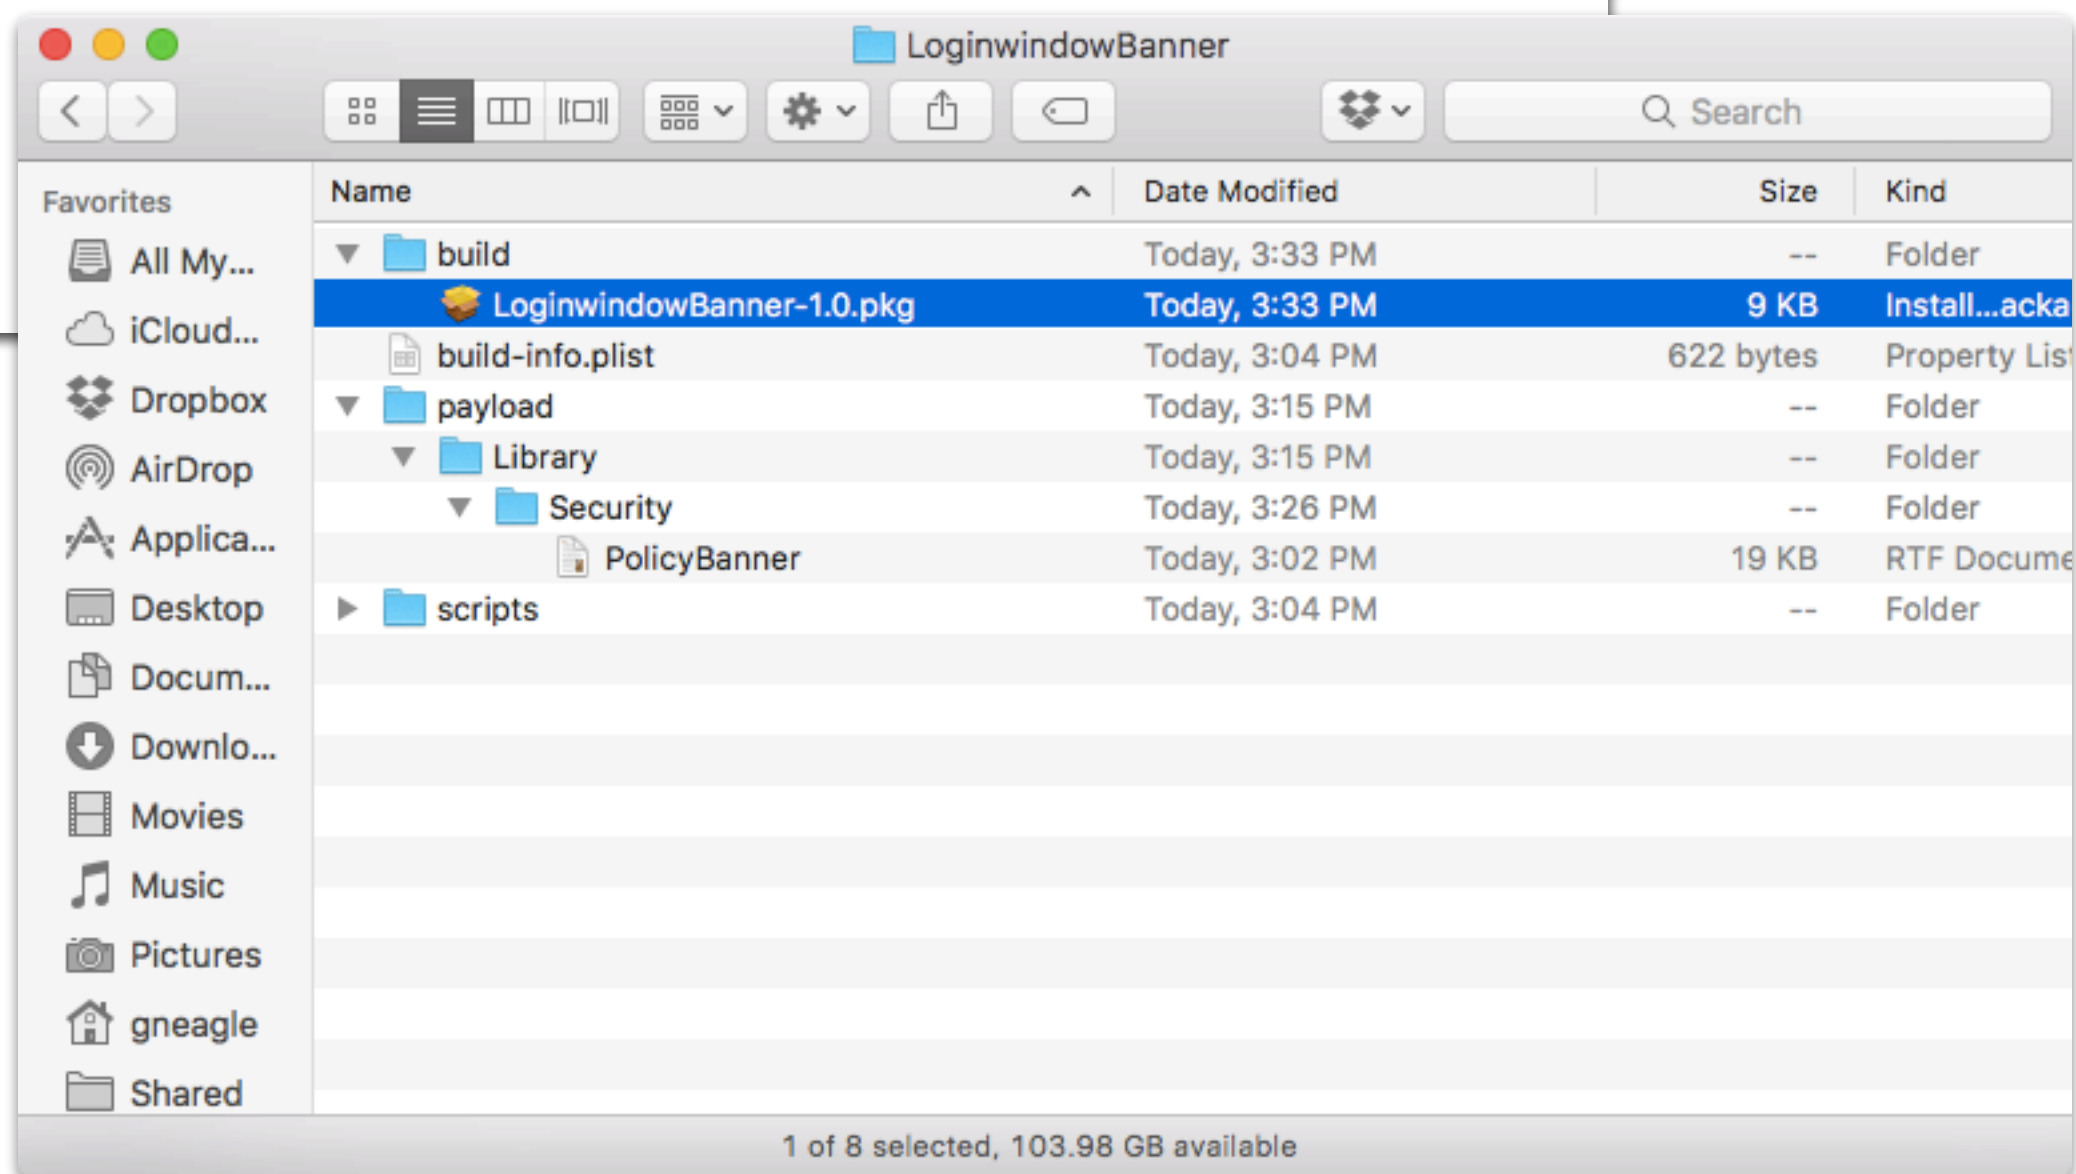 LoginwindowBanner
Search
Favorites
All My...
iCloud...
Dropbox
AirDrop
Applica...
Desktop
Docum...
Downlo...
Movies
Music
Pictures
gneagle
Shared
Name Date Modified Size Kind
build Today, 3:33 PM -- Folder
LoginwindowBanner-1.0.pkg Today, 3:33 PM 9 KB Install...acka
build-info.plist Today, 3:04 PM 622 bytes Property Lis
payload Today, 3:15 PM -- Folder
Library Today, 3:15 PM -- Folder
Security Today, 3:26 PM -- Folder
PolicyBanner Today, 3:02 PM 19 KB RTF Docume
scripts Today, 3:04 PM -- Folder
1 of 8 selected, 103.98 GB available